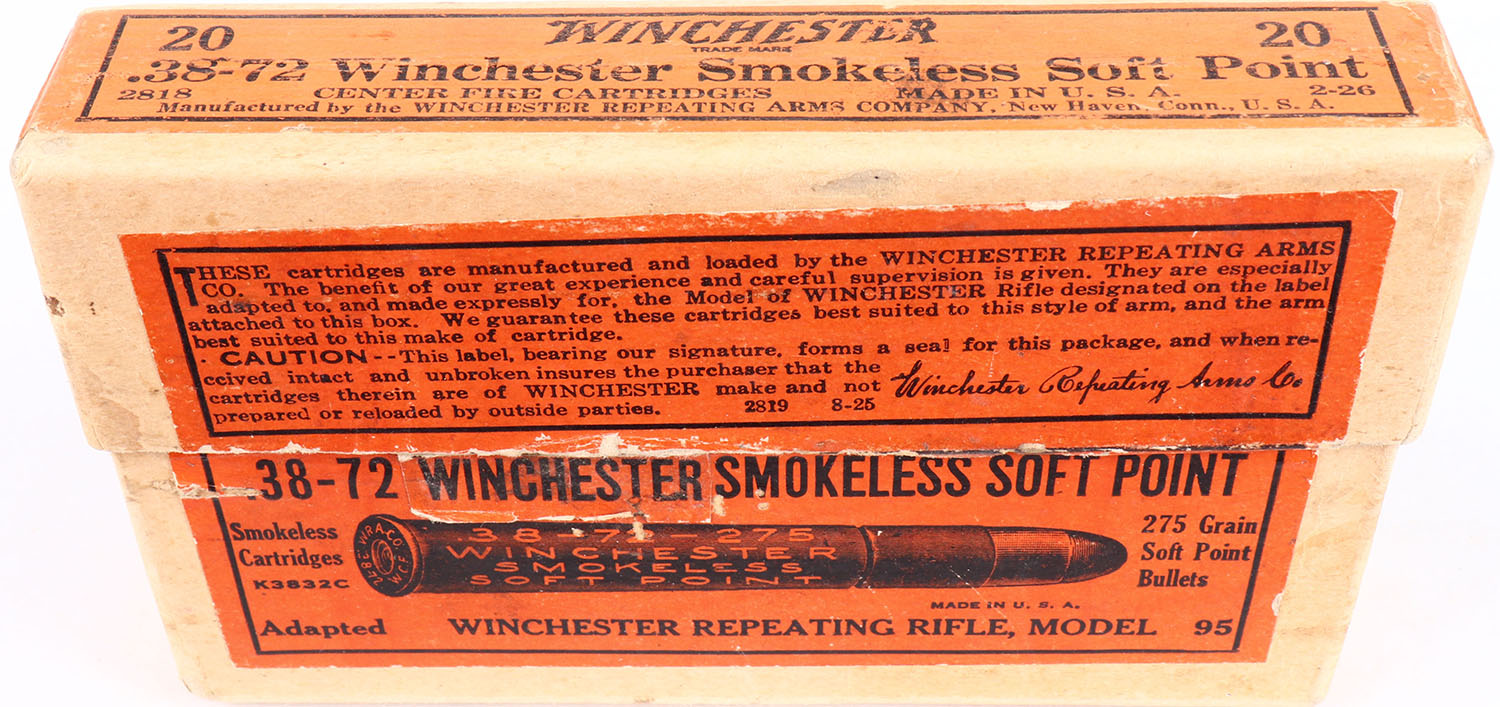 20 WINCHESTER 20
TRADE MARK
.38-72 Winchester Smokeless Soft Point
2818 CENTER FIRE CARTRIDGES MADE IN U. S. A. 2-26
Manufactured by the WINCHESTER REPEATING ARMS COMPANY, New Haven, Conn., U. S. A.
THESE cartridges are manufactured and loaded by the WINCHESTER REPEATING ARMS
CO. The benefit of our great experience and careful supervision is given. They are especially
adapted to, and made expressly for, the Model of WINCHESTER Rifle designated on the label
attached to this box. We guarantee these cartridges best suited to this style of arm, and the arm
best suited to this make of cartridge.
CAUTION--This label, bearing our signature, forms a seal for this package, and when re-
ceived intact and unbroken insures the purchaser that the
cartridges therein are of WINCHESTER make and not
prepared or reloaded by outside parties. 2819 8-25
Winchester Repeating Arms Co.
.38-72 WINCHESTER SMOKELESS SOFT POINT
Smokeless
Cartridges
K3832C
W.R.A.CO.
38-72
W.C.F.
38-72-275
WINCHESTER
SMOKELESS
SOFT POINT
275 Grain
Soft Point
Bullets
MADE IN U. S. A.
Adapted WINCHESTER REPEATING RIFLE, MODEL 95